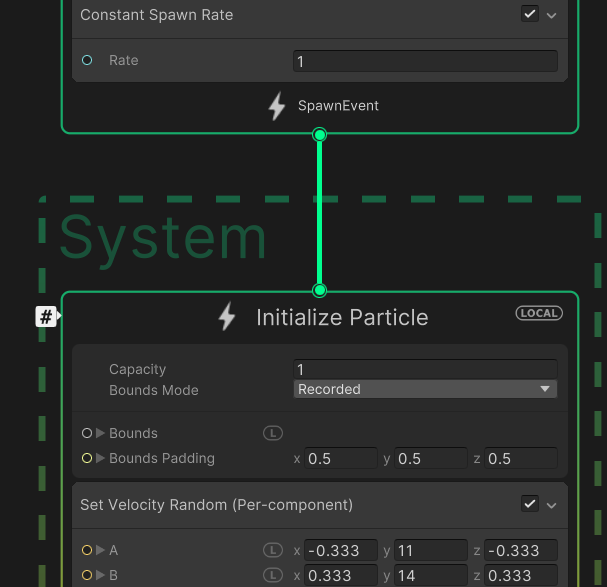 Constant Spawn Rate
Rate 1
SpawnEvent
System
# Initialize Particle LOCAL
Capacity 1
Bounds Mode Recorded
Bounds L
Bounds Padding x 0.5 y 0.5 z 0.5
Set Velocity Random (Per-component)
A L x -0.333 y 11 z -0.333
B L x 0.333 y 14 z 0.333